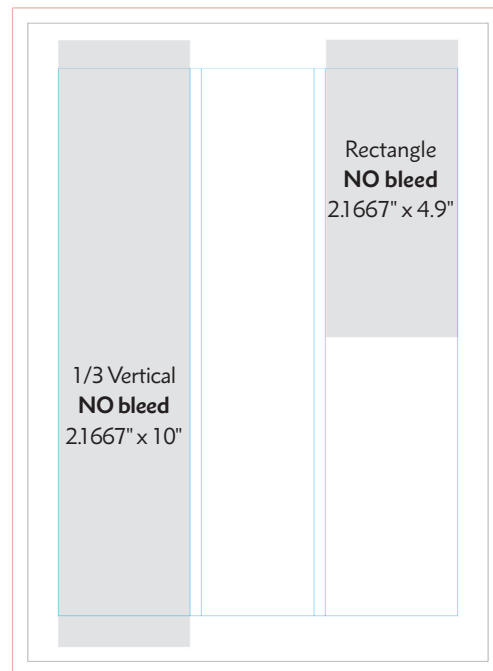 Rectangle
NO bleed
2.1667" x 4.9"
1/3 Vertical
NO bleed
2.1667" x 10"